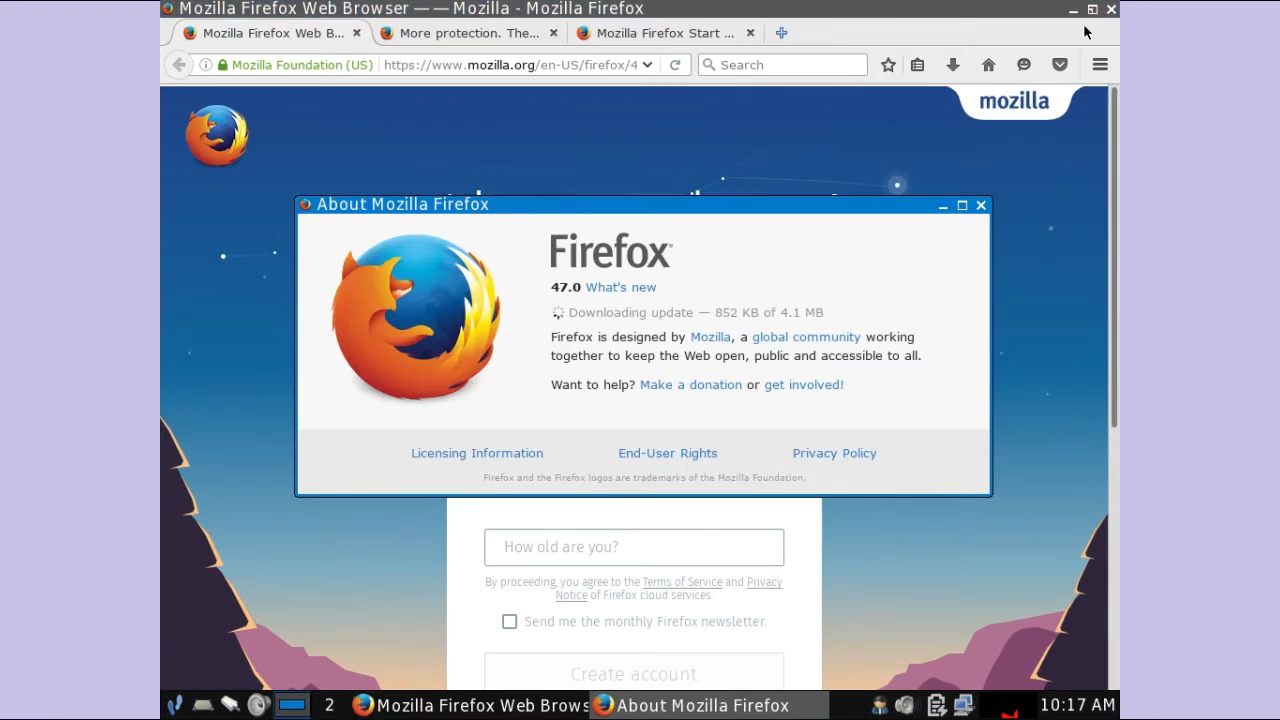 Mozilla Firefox Web Browser — — Mozilla - Mozilla Firefox
Mozilla Firefox Web B...
More protection. The...
Mozilla Firefox Start ...
Mozilla Foundation (US)
https://www.mozilla.org/en-US/firefox/4
Search
mozilla
About Mozilla Firefox
Firefox
47.0 What's new
Downloading update — 852 KB of 4.1 MB
Firefox is designed by Mozilla, a global community working
together to keep the Web open, public and accessible to all.
Want to help? Make a donation or get involved!
Licensing Information
End-User Rights
Privacy Policy
Firefox and the Firefox logos are trademarks of the Mozilla Foundation.
How old are you?
By proceeding, you agree to the Terms of Service and Privacy
Notice of Firefox cloud services.
Send me the monthly Firefox newsletter.
Create account
2
Mozilla Firefox Web Brows
About Mozilla Firefox
10:17 AM